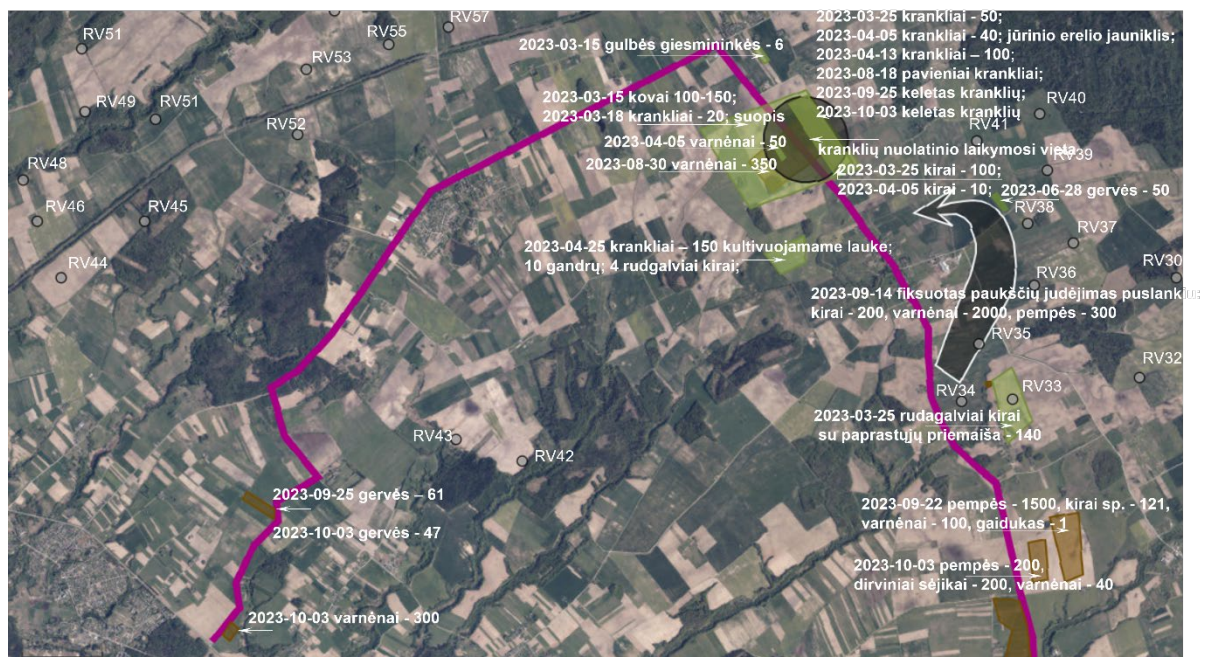 RV51
RV55
RV57
RV53
RV49
RV51
RV52
RV48
RV46
RV45
RV44
2023-03-15 gulbės giesmininkės - 6
2023-03-15 kovai 100-150;
2023-03-18 krankliai - 20; suopis
2023-04-05 varnėnai - 50
2023-08-30 varnėnai - 350
2023-03-25 krankliai - 50;
2023-04-05 krankliai - 40; jūrinio erelio jauniklis;
2023-04-13 krankliai – 100;
2023-08-18 pavieniai krankliai;
2023-09-25 keletas kranklių;
2023-10-03 keletas kranklių
RV40
RV41
kranklių nuolatinio laikymosi vieta
RV39
2023-03-25 kirai - 100;
2023-04-05 kirai - 10;
2023-06-28 gervės - 50
RV38
RV37
2023-04-25 krankliai – 150 kultivuojamame lauke;
10 gandrų; 4 rudgalviai kirai;
RV36
RV30
2023-09-14 fiksuotas paukščių judėjimas puslankiu:
kirai - 200, varnėnai - 2000, pempės - 300
RV35
RV32
RV34
RV33
2023-03-25 rudagalviai kirai
su paprastųjų priemaiša - 140
RV43
RV42
2023-09-25 gervės – 61
2023-10-03 gervės - 47
2023-09-22 pempės - 1500, kirai sp. - 121,
varnėnai - 100, gaidukas - 1
2023-10-03 pempės - 200,
dirviniai sėjikai - 200, varnėnai - 40
2023-10-03 varnėnai - 300